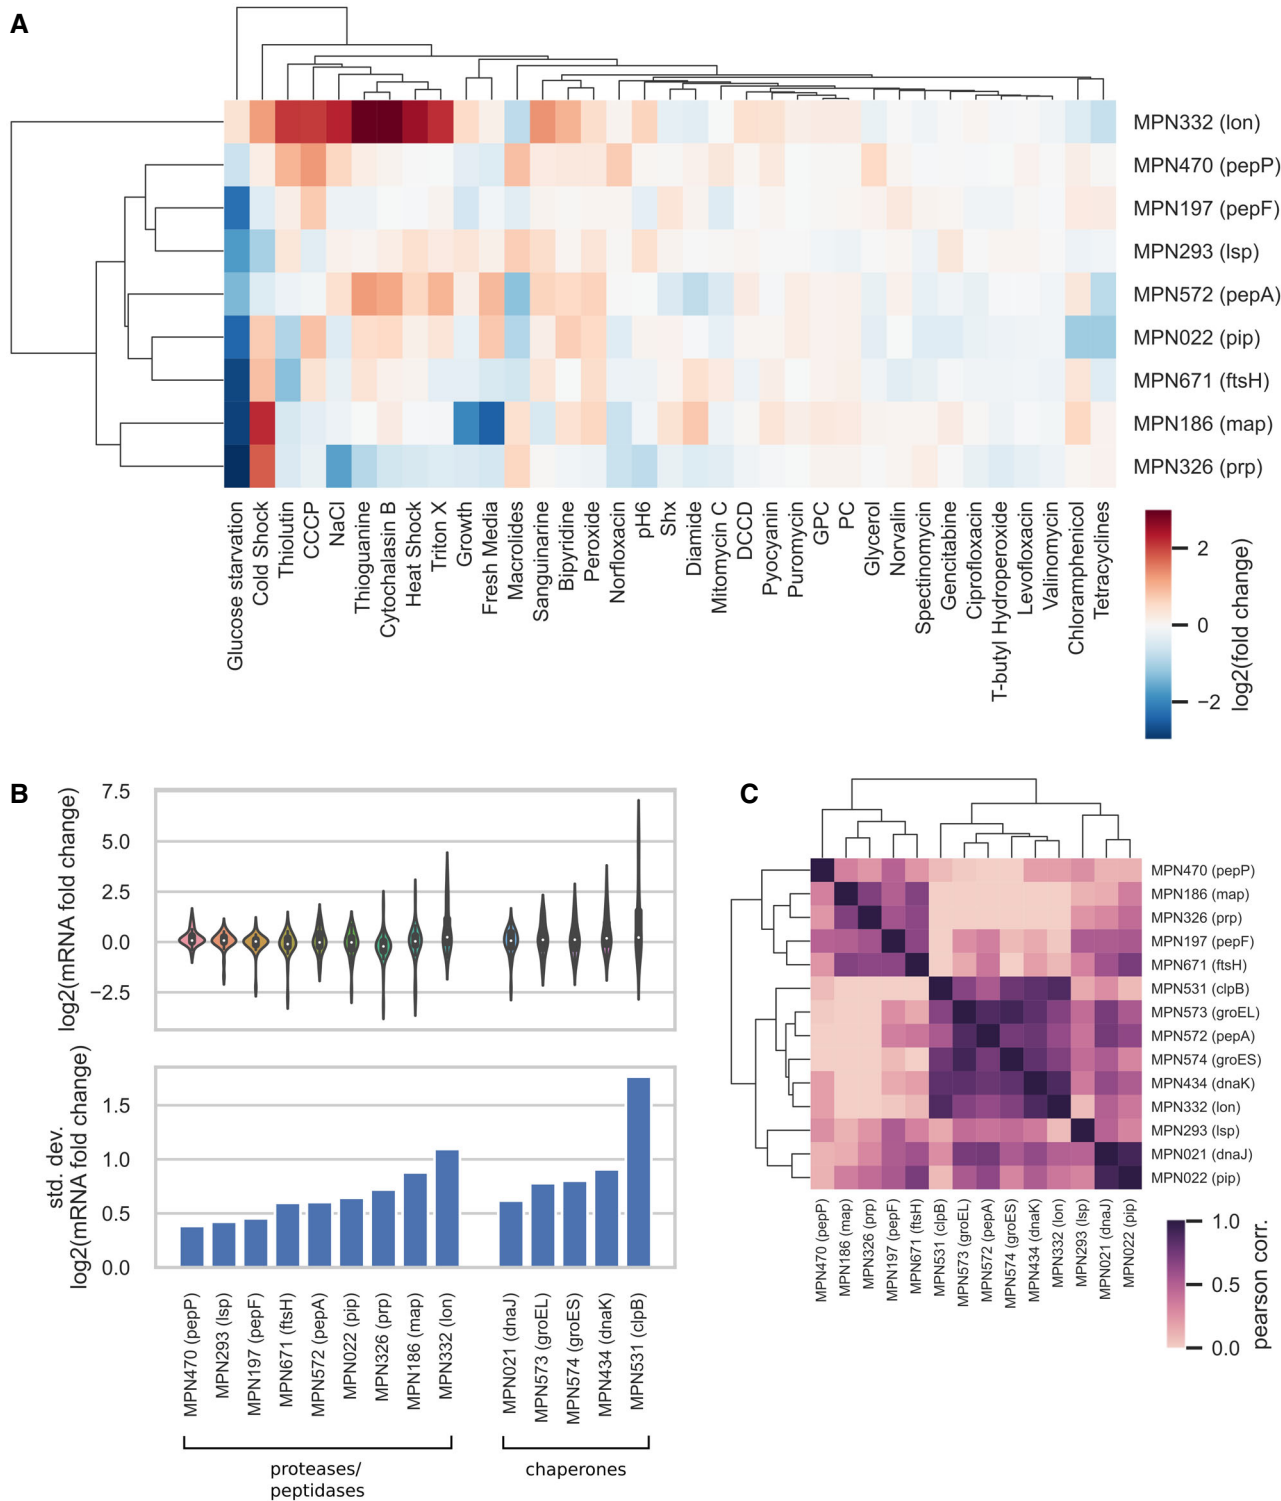 A
MPN332 (lon)
MPN470 (pepP)
MPN197 (pepF)
MPN293 (lsp)
MPN572 (pepA)
MPN022 (pip)
MPN671 (ftsH)
MPN186 (map)
MPN326 (prp)
Glucose starvation
Cold Shock
Thiolutin
CCCP
NaCl
Thioguanine
Cytochalasin B
Heat Shock
Triton X
Growth
Fresh Media
Macrolides
Sanguinarine
Bipyridine
Peroxide
Norfloxacin
pH6
Shx
Diamide
Mitomycin C
DCCD
Pyocyanin
Puromycin
GPC
PC
Glycerol
Norvalin
Spectinomycin
Gencitabine
Ciprofloxacin
T-butyl Hydroperoxide
Levofloxacin
Valinomycin
Chloramphenicol
Tetracyclines
2
0
−2
log2(fold change)
B
log2(mRNA fold change)
7.5
5.0
2.5
0.0
−2.5
std. dev.
log2(mRNA fold change)
1.5
1.0
0.5
0.0
MPN470 (pepP)
MPN293 (lsp)
MPN197 (pepF)
MPN671 (ftsH)
MPN572 (pepA)
MPN022 (pip)
MPN326 (prp)
MPN186 (map)
MPN332 (lon)
MPN021 (dnaJ)
MPN573 (groEL)
MPN574 (groES)
MPN434 (dnaK)
MPN531 (clpB)
proteases/
peptidases
chaperones
C
MPN470 (pepP)
MPN186 (map)
MPN326 (prp)
MPN197 (pepF)
MPN671 (ftsH)
MPN531 (clpB)
MPN573 (groEL)
MPN572 (pepA)
MPN574 (groES)
MPN434 (dnaK)
MPN332 (lon)
MPN293 (lsp)
MPN021 (dnaJ)
MPN022 (pip)
MPN470 (pepP)
MPN186 (map)
MPN326 (prp)
MPN197 (pepF)
MPN671 (ftsH)
MPN531 (clpB)
MPN573 (groEL)
MPN572 (pepA)
MPN574 (groES)
MPN434 (dnaK)
MPN332 (lon)
MPN293 (lsp)
MPN021 (dnaJ)
MPN022 (pip)
1.0
0.5
0.0
pearson corr.